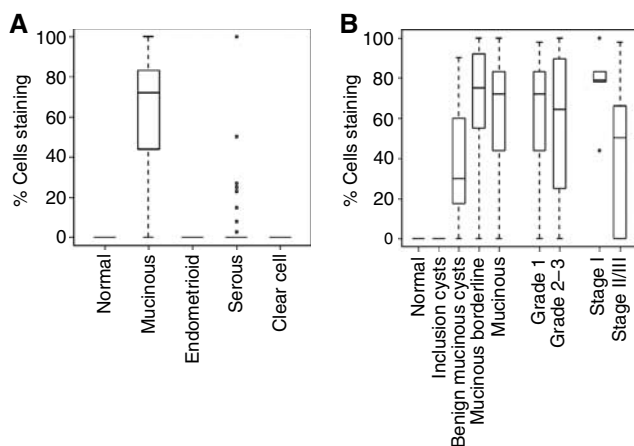 A
% Cells staining
100
80
60
40
20
0
Normal
Mucinous
Endometrioid
Serous
Clear cell
B
% Cells staining
100
80
60
40
20
0
Normal
Inclusion cysts
Benign mucinous cysts
Mucinous borderline
Mucinous
Grade 1
Grade 2–3
Stage I
Stage II/III